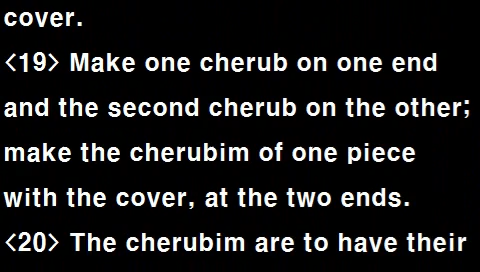 cover.
<19> Make one cherub on one end
and the second cherub on the other;
make the cherubim of one piece
with the cover, at the two ends.
<20> The cherubim are to have their